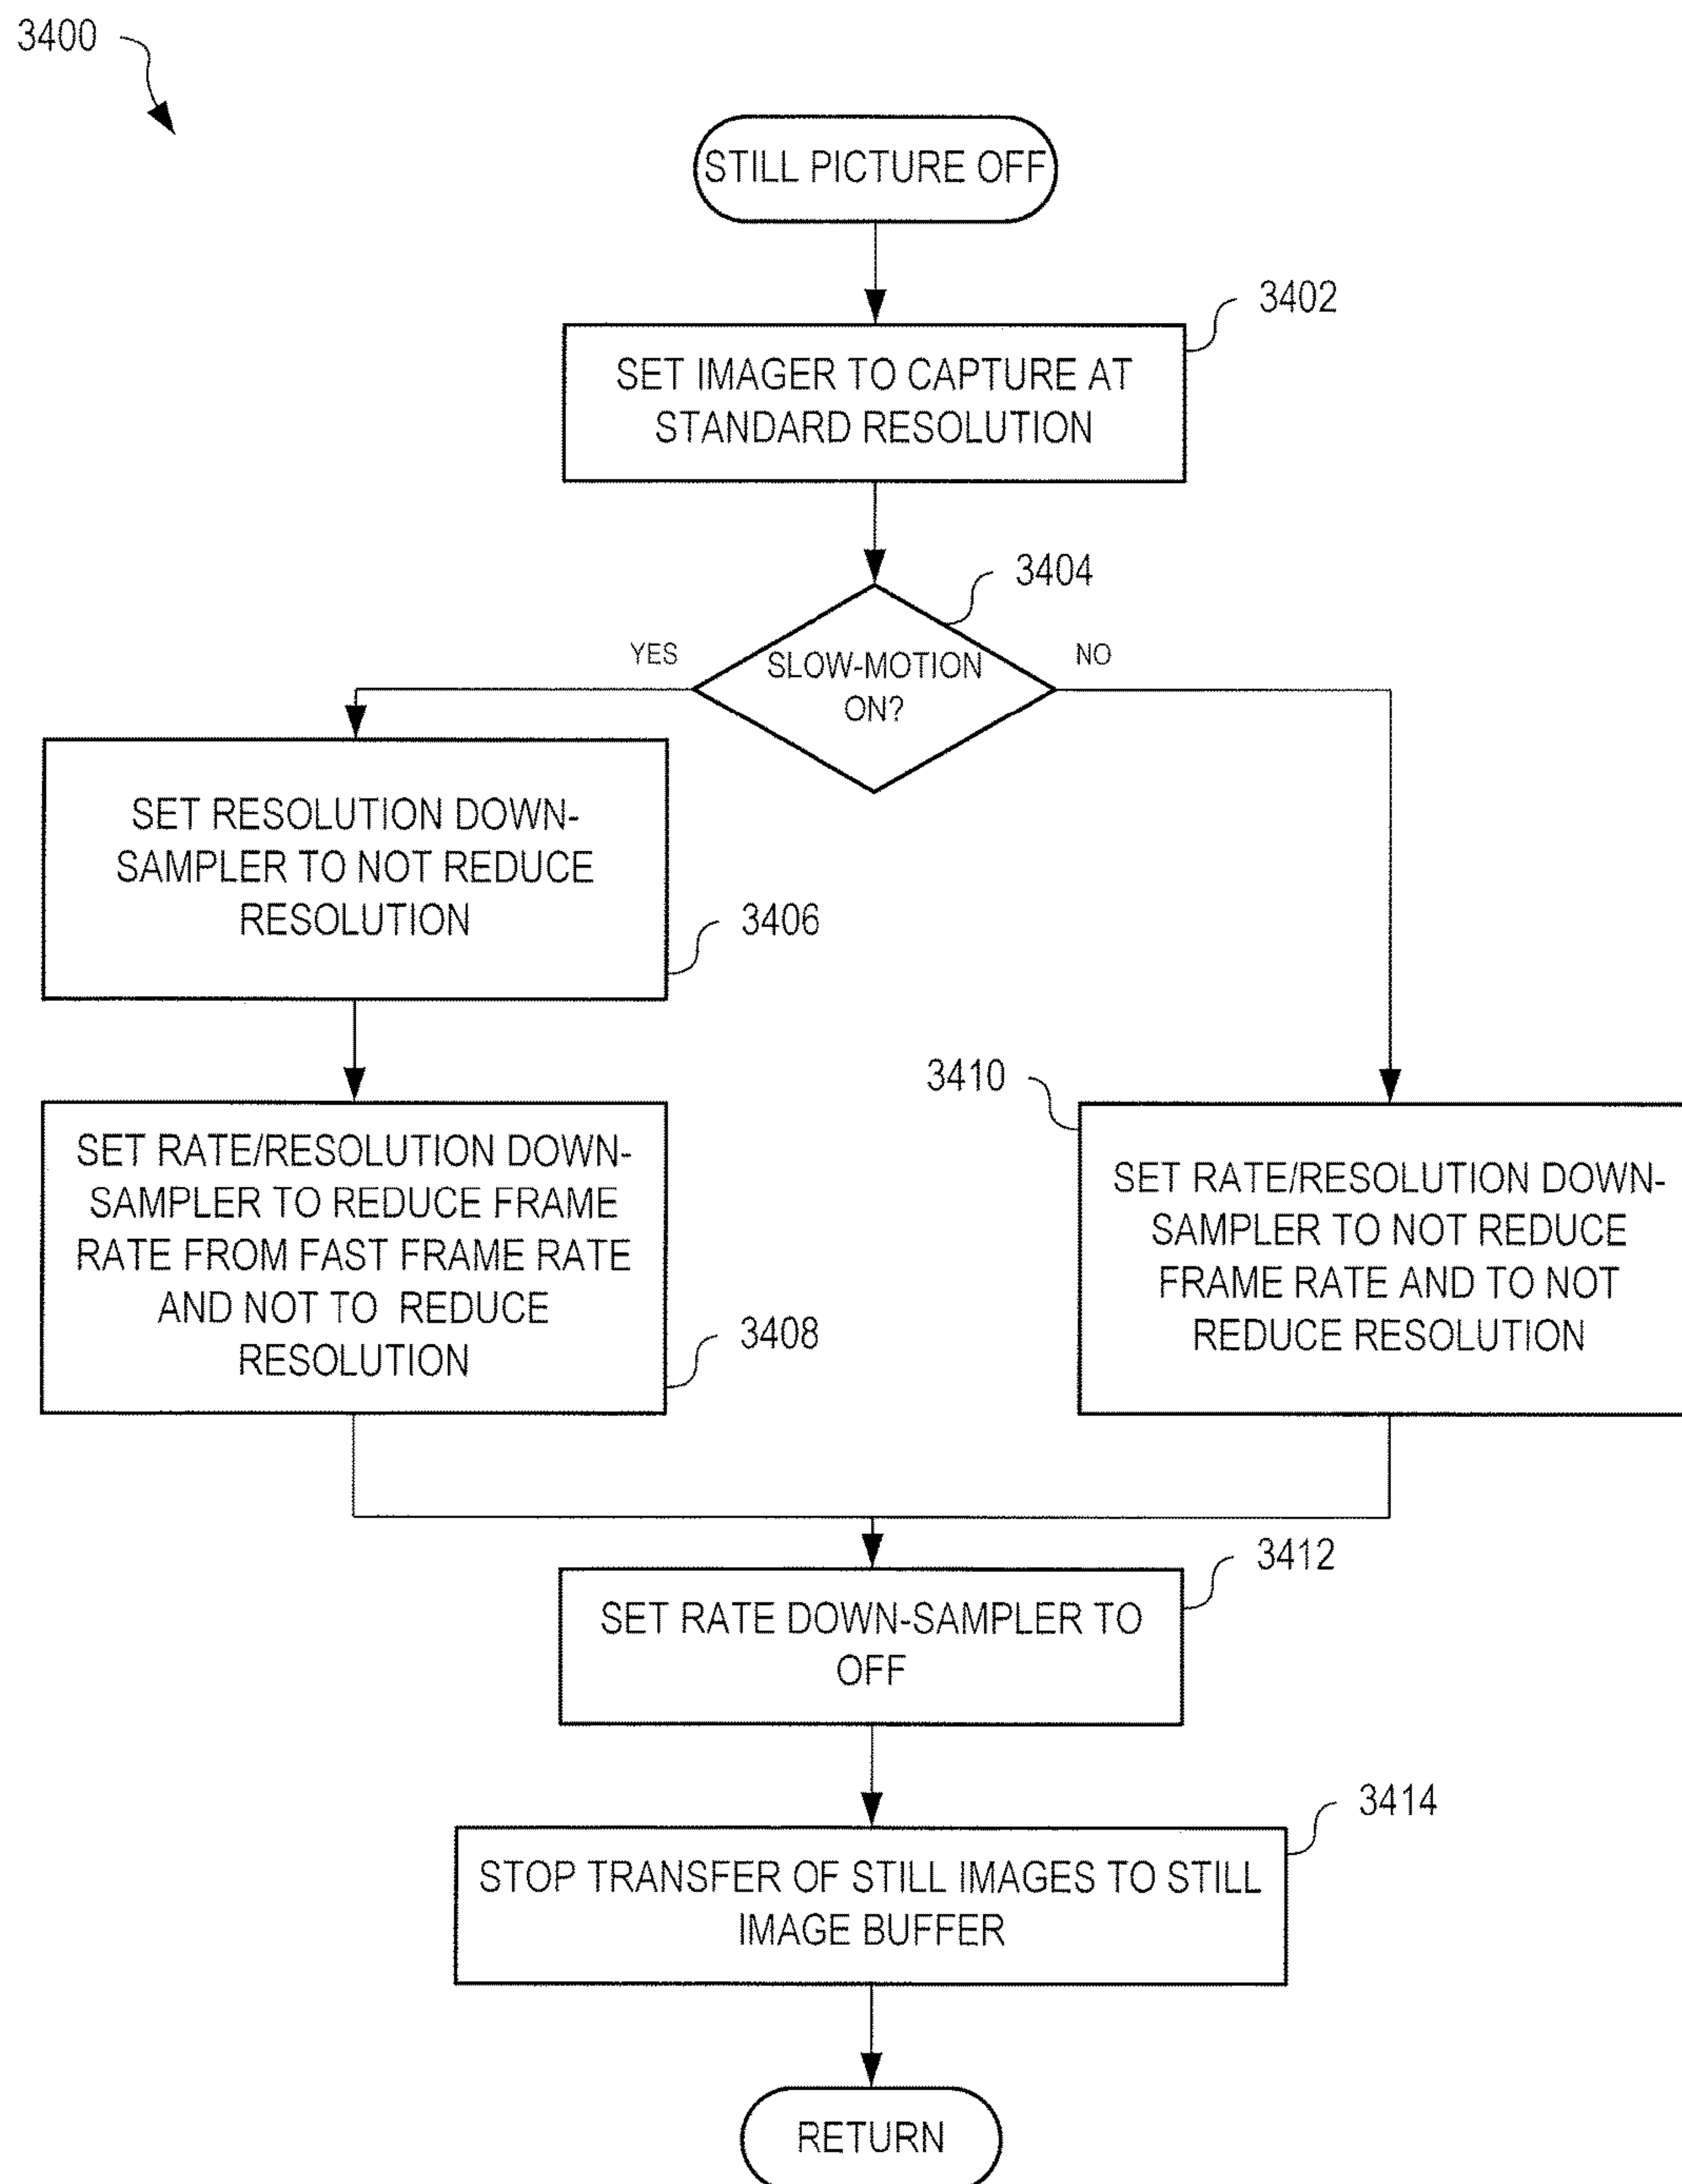 3400
STILL PICTURE OFF
3402
SET IMAGER TO CAPTURE AT
STANDARD RESOLUTION
3404
YES
SLOW-MOTION
ON?
NO
SET RESOLUTION DOWN-
SAMPLER TO NOT REDUCE
RESOLUTION
3406
SET RATE/RESOLUTION DOWN-
SAMPLER TO REDUCE FRAME
RATE FROM FAST FRAME RATE
AND NOT TO REDUCE
RESOLUTION
3408
3410
SET RATE/RESOLUTION DOWN-
SAMPLER TO NOT REDUCE
FRAME RATE AND TO NOT
REDUCE RESOLUTION
3412
SET RATE DOWN-SAMPLER TO
OFF
3414
STOP TRANSFER OF STILL IMAGES TO STILL
IMAGE BUFFER
RETURN